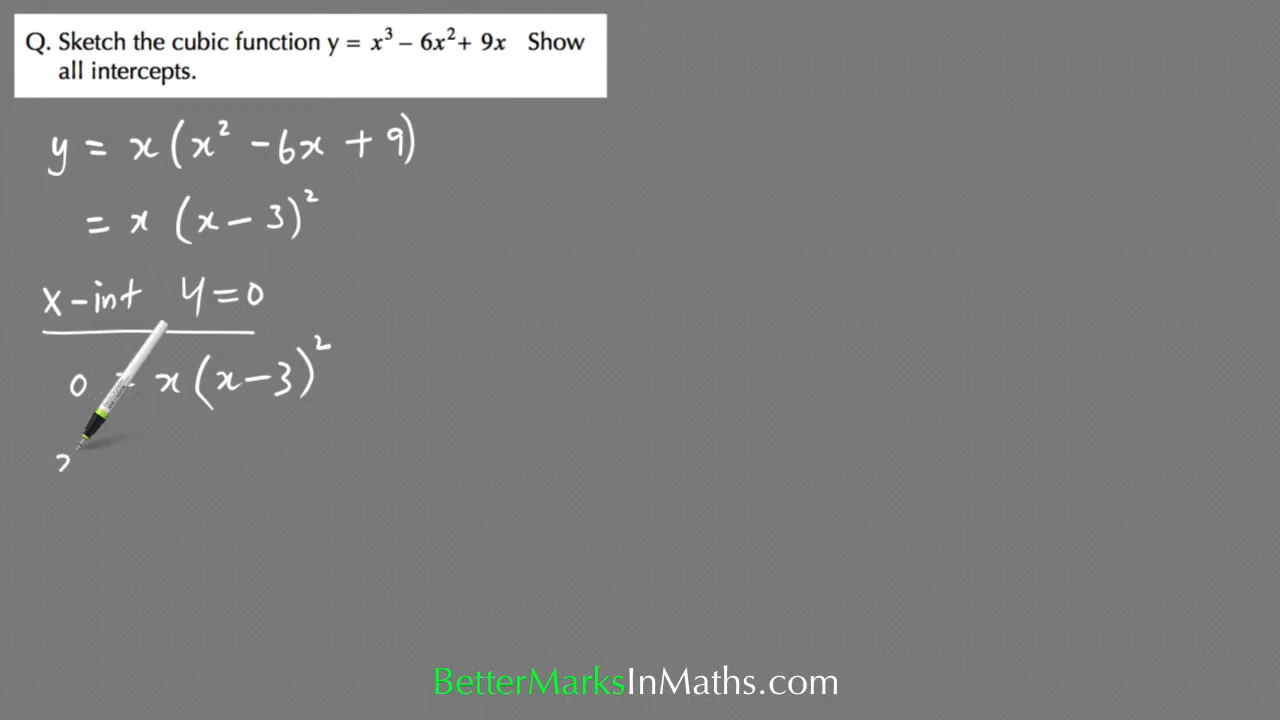 Q. Sketch the cubic function y = x³ – 6x² + 9x Show
all intercepts.
y = x(x² - 6x + 9)
= x (x - 3)²
x-int y = 0
0 = x(x-3)²
BetterMarksInMaths.com